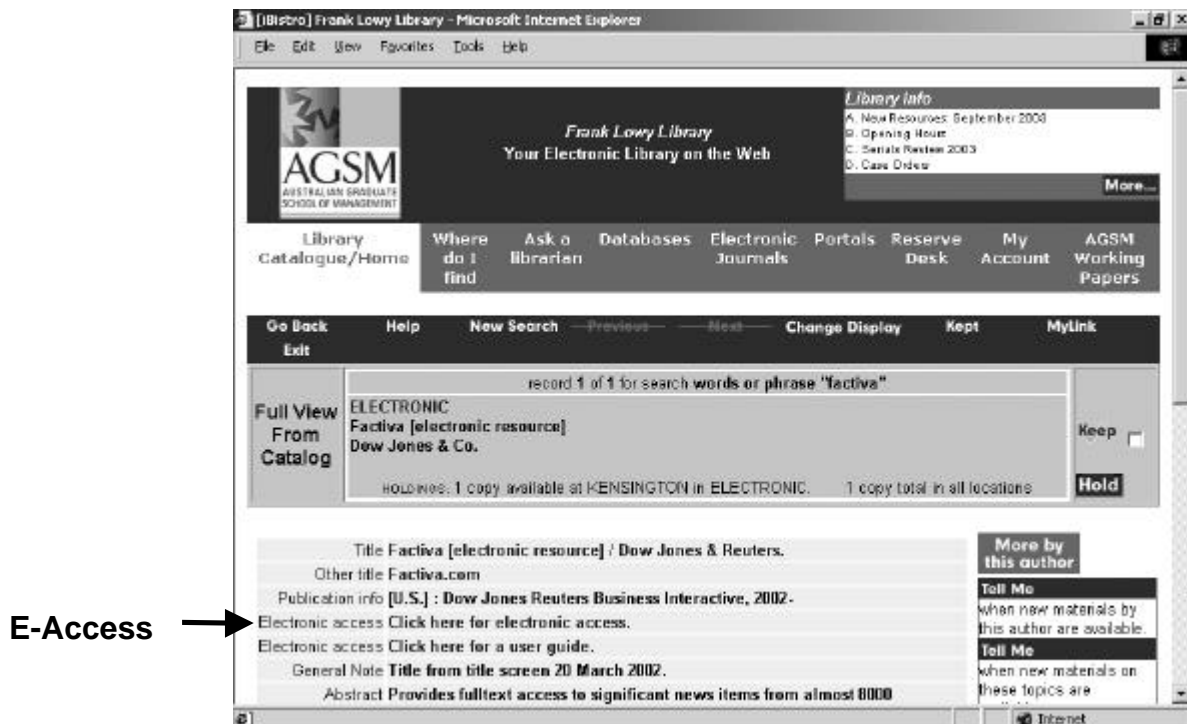 [iBistro] Frank Lowy Library - Microsoft Internet Explorer
File Edit View Favorites Tools Help
Library Info
A. New Resources: September 2003
B. Opening Hours
C. Serials Review 2003
D. Case Orders
More...
Frank Lowy Library
Your Electronic Library on the Web
AGSM
AUSTRALIAN GRADUATE
SCHOOL OF MANAGEMENT
Library Catalogue/Home
Where do I find
Ask a librarian
Databases
Electronic Journals
Portals
Reserve Desk
My Account
AGSM Working Papers
Go Back Help New Search Previous Next Change Display Kept MyLink
Exit
record 1 of 1 for search words or phrase "factiva"
Full View From Catalog
ELECTRONIC
Factiva [electronic resource]
Dow Jones & Co.
HOLDINGS: 1 copy available at KENSINGTON in ELECTRONIC. 1 copy total in all locations
Keep
Hold
Title Factiva [electronic resource] / Dow Jones & Reuters.
Other title Factiva.com
Publication info [U.S.] : Dow Jones Reuters Business Interactive, 2002-
E-Access
Electronic access Click here for electronic access.
Electronic access Click here for a user guide.
General Note Title from title screen 20 March 2002.
Abstract Provides fulltext access to significant news items from almost 8000
More by this author
Tell Me
when new materials by
this author are available.
Tell Me
when new materials on
these topics are
Internet